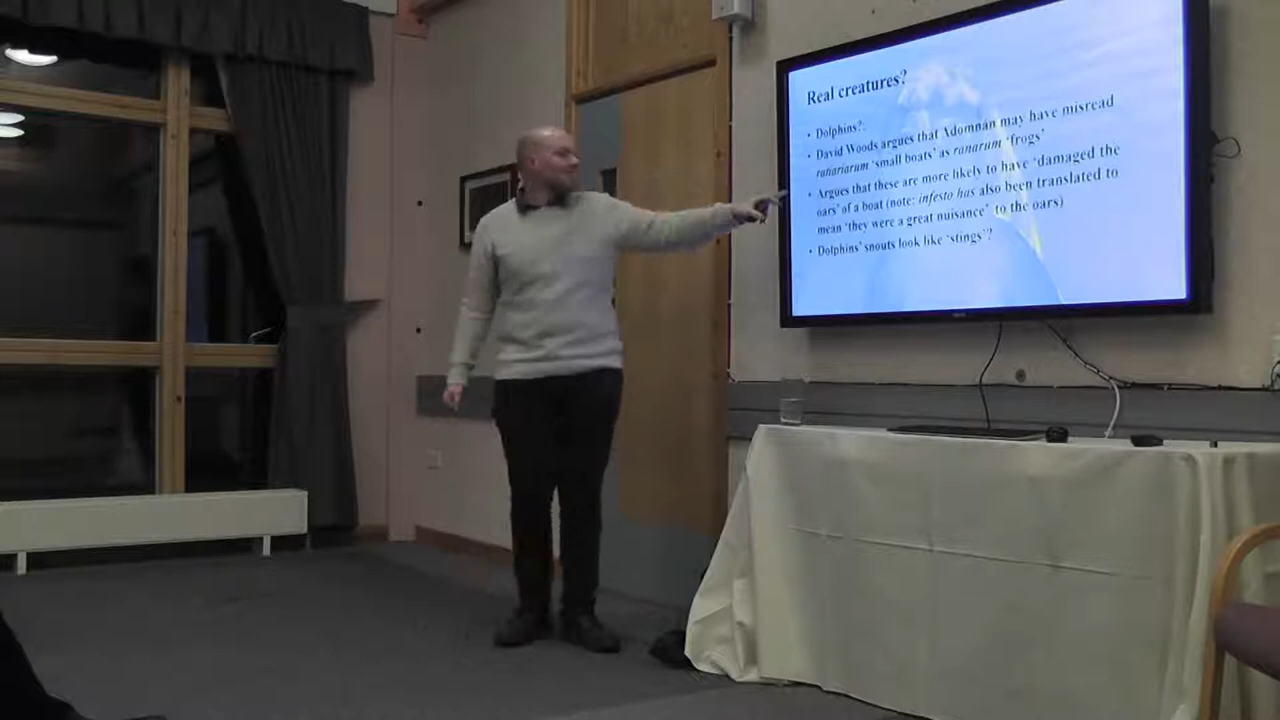 Real creatures?
• Dolphins?:
• David Woods argues that Adomnán may have misread
ratiariarum 'small boats' as ranarum 'frogs'
• Argues that these are more likely to have 'damaged the
oars' of a boat (note: infesto has also been translated to
mean 'they were a great nuisance' to the oars)
• Dolphins' snouts look like 'stings'?